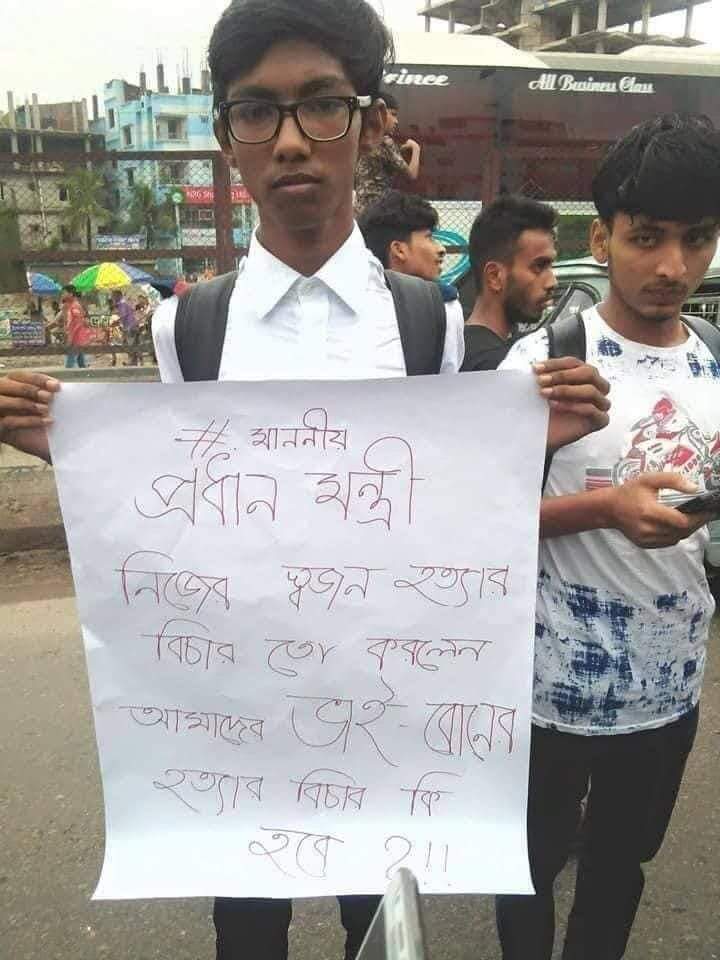 rince
All Business Class
# মাননীয়
প্রধান মন্ত্রী
নিজের স্বজন হত্যার
বিচার তো করলেন
আমাদের ভাই-বোনের
হত্যার বিচার কি
হবে ?!!